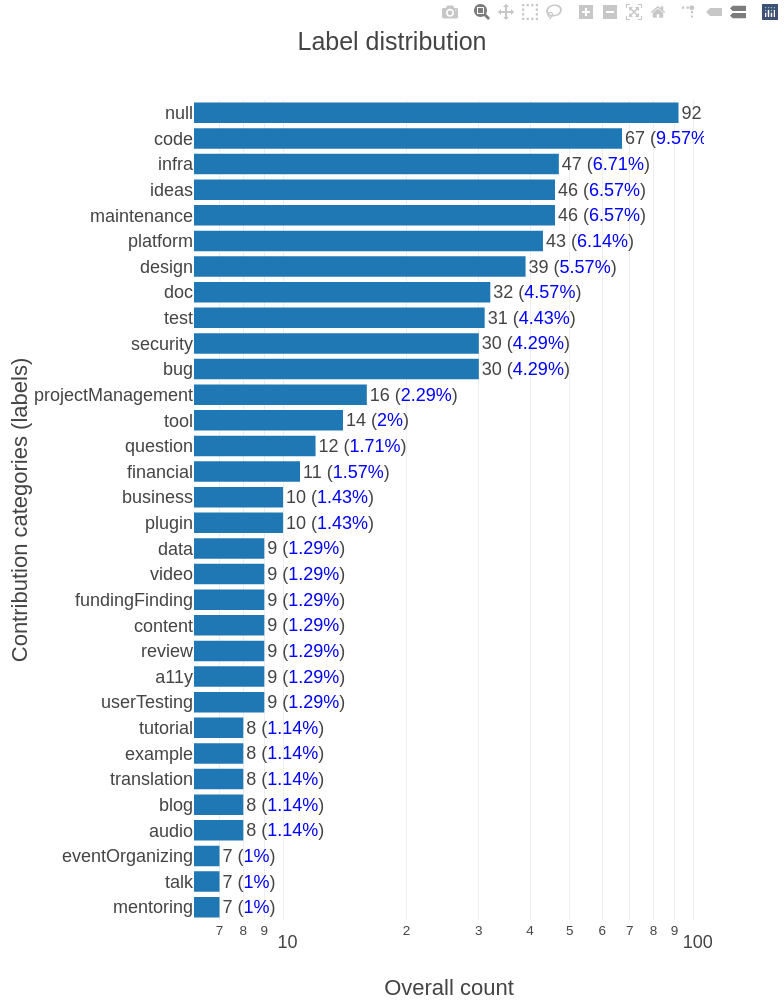 Label distribution
Contribution categories (labels)
null 92
code 67 (9.57%
infra 47 (6.71%)
ideas 46 (6.57%)
maintenance 46 (6.57%)
platform 43 (6.14%)
design 39 (5.57%)
doc 32 (4.57%)
test 31 (4.43%)
security 30 (4.29%)
bug 30 (4.29%)
projectManagement 16 (2.29%)
tool 14 (2%)
question 12 (1.71%)
financial 11 (1.57%)
business 10 (1.43%)
plugin 10 (1.43%)
data 9 (1.29%)
video 9 (1.29%)
fundingFinding 9 (1.29%)
content 9 (1.29%)
review 9 (1.29%)
a11y 9 (1.29%)
userTesting 9 (1.29%)
tutorial 8 (1.14%)
example 8 (1.14%)
translation 8 (1.14%)
blog 8 (1.14%)
audio 8 (1.14%)
eventOrganizing 7 (1%)
talk 7 (1%)
mentoring 7 (1%)
7 8 9 10 2 3 4 5 6 7 8 9 100
Overall count